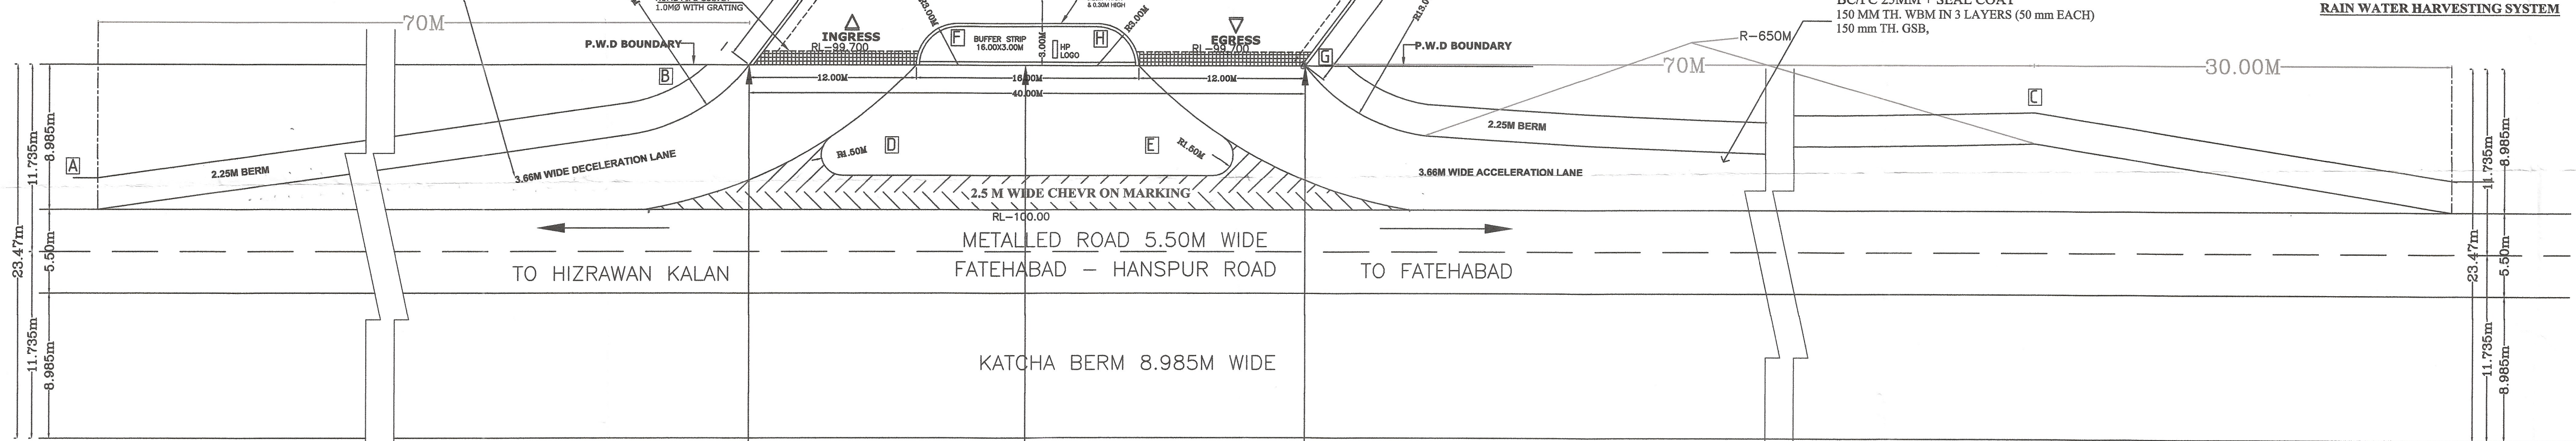 70M
1.0MØ WITH GRATING
INGRESS
RL-99.700
R3.00M
F
BUFFER STRIP
16.00X3.00M
3.00M
HP
LOGO
H
& 0.30M HIGH
R3.00M
EGRESS
RL-99.700
150 MM TH. WBM IN 3 LAYERS (50 mm EACH)
150 mm TH. GSB,
RAIN WATER HARVESTING SYSTEM
P.W.D BOUNDARY
B
G
P.W.D BOUNDARY
R-650M
70M
30.00M
12.00M
16.00M
12.00M
40.00M
C
A
2.25M BERM
3.66M WIDE DECELERATION LANE
R1.50M
D
E
R1.50M
2.25M BERM
3.66M WIDE ACCELERATION LANE
2.5 M WIDE CHEVR ON MARKING
RL-100.00
METALLED ROAD 5.50M WIDE
TO HIZRAWAN KALAN
FATEHABAD - HANSPUR ROAD
TO FATEHABAD
KATCHA BERM 8.985M WIDE
23.47m
11.735m
11.735m
8.985m
5.50m
8.985m
23.47m
11.735m
11.735m
8.985m
5.50m
8.985m